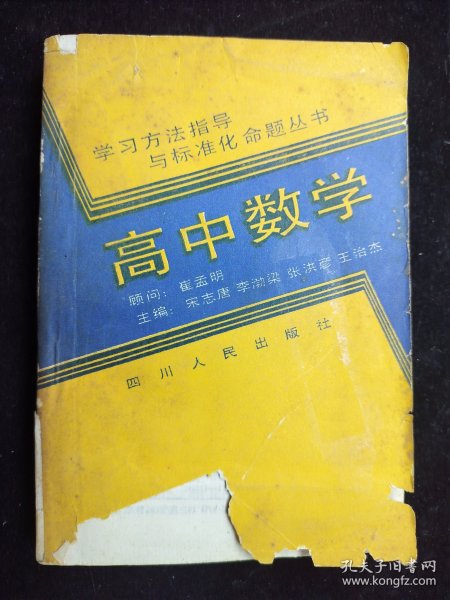 学习方法指导
与标准化命题丛书
高中数学
顾问：崔孟明
主编：宋志唐 李渤梁 张洪彦 王治杰
四川人民出版社
孔夫子旧书网
www.kongfz.com